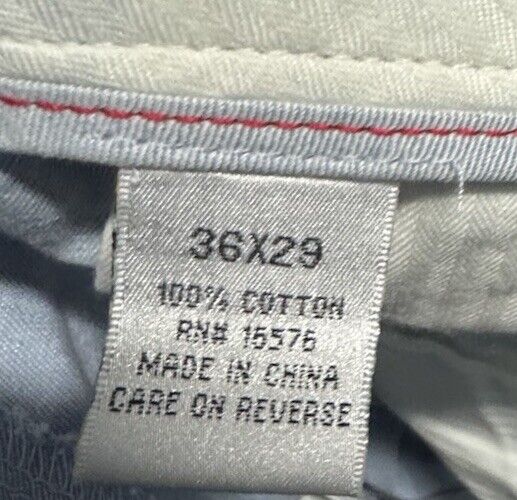 36X29
100% COTTON
RN# 15576
MADE IN CHINA
CARE ON REVERSE